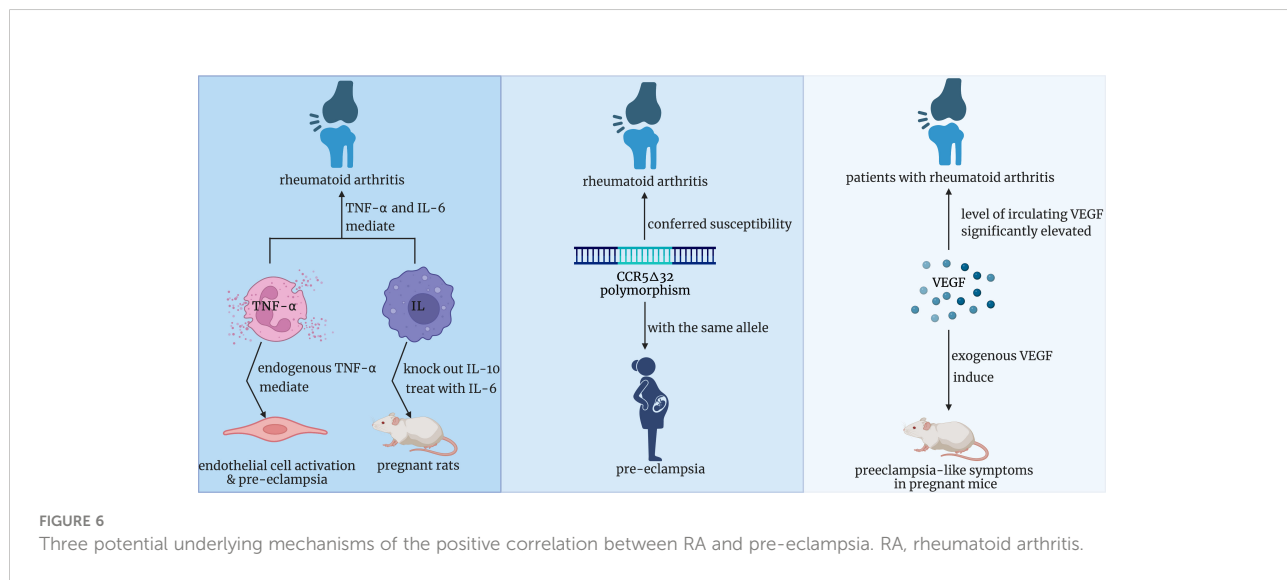 rheumatoid arthritis
TNF-α and IL-6
mediate
TNF-α
IL
endogenous TNF-α
mediate
knock out IL-10
treat with IL-6
endothelial cell activation
& pre-eclampsia
pregnant rats
rheumatoid arthritis
conferred susceptibility
CCR5Δ32
polymorphism
with the same allele
pre-eclampsia
patients with rheumatoid arthritis
level of irculating VEGF
significantly elevated
VEGF
exogenous VEGF
induce
preeclampsia-like symptoms
in pregnant mice
FIGURE 6
Three potential underlying mechanisms of the positive correlation between RA and pre-eclampsia. RA, rheumatoid arthritis.